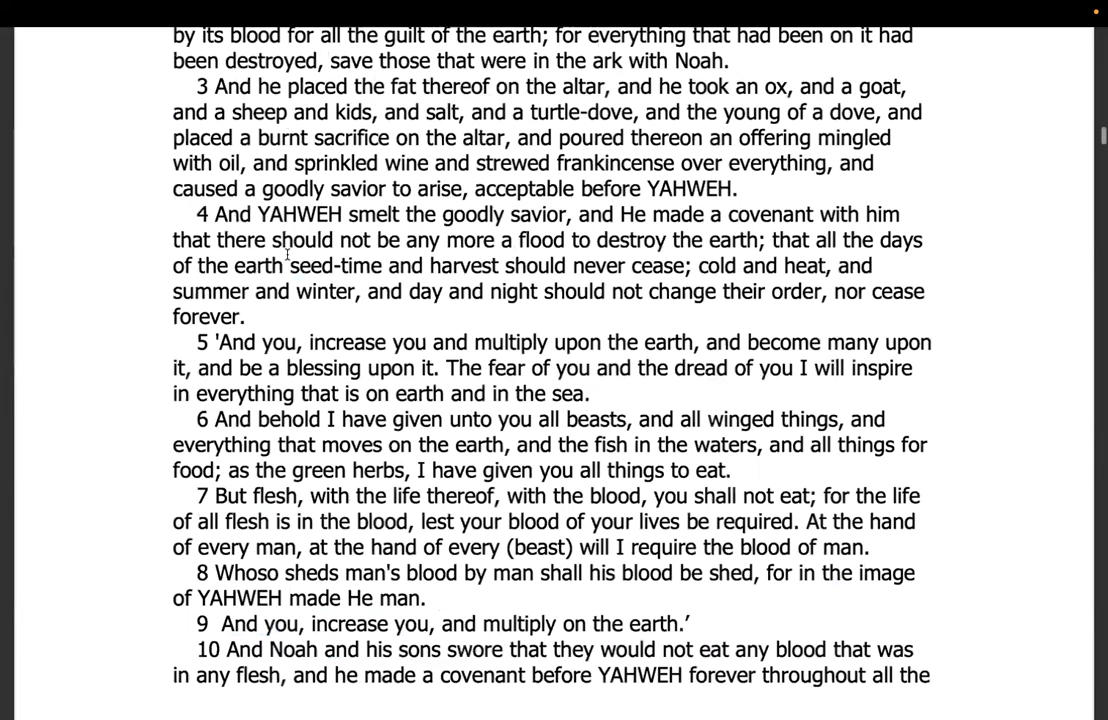 by its blood for all the guilt of the earth; for everything that had been on it had
been destroyed, save those that were in the ark with Noah.
3 And he placed the fat thereof on the altar, and he took an ox, and a goat,
and a sheep and kids, and salt, and a turtle-dove, and the young of a dove, and
placed a burnt sacrifice on the altar, and poured thereon an offering mingled
with oil, and sprinkled wine and strewed frankincense over everything, and
caused a goodly savior to arise, acceptable before YAHWEH.
4 And YAHWEH smelt the goodly savior, and He made a covenant with him
that there should not be any more a flood to destroy the earth; that all the days
of the earth seed-time and harvest should never cease; cold and heat, and
summer and winter, and day and night should not change their order, nor cease
forever.
5 'And you, increase you and multiply upon the earth, and become many upon
it, and be a blessing upon it. The fear of you and the dread of you I will inspire
in everything that is on earth and in the sea.
6 And behold I have given unto you all beasts, and all winged things, and
everything that moves on the earth, and the fish in the waters, and all things for
food; as the green herbs, I have given you all things to eat.
7 But flesh, with the life thereof, with the blood, you shall not eat; for the life
of all flesh is in the blood, lest your blood of your lives be required. At the hand
of every man, at the hand of every (beast) will I require the blood of man.
8 Whoso sheds man's blood by man shall his blood be shed, for in the image
of YAHWEH made He man.
9 And you, increase you, and multiply on the earth.’
10 And Noah and his sons swore that they would not eat any blood that was
in any flesh, and he made a covenant before YAHWEH forever throughout all the